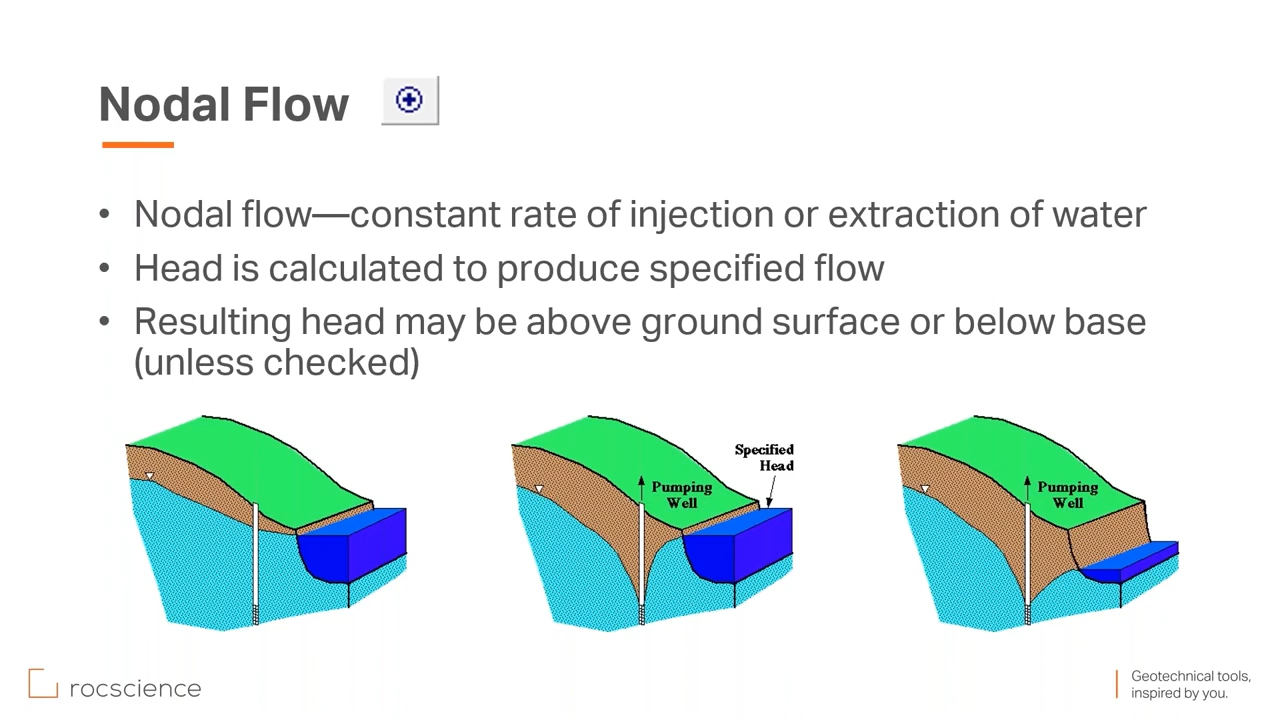 Nodal Flow
• Nodal flow—constant rate of injection or extraction of water
• Head is calculated to produce specified flow
• Resulting head may be above ground surface or below base
(unless checked)
Specified
Head
Pumping
Well
Pumping
Well
rocscience
Geotechnical tools,
inspired by you.